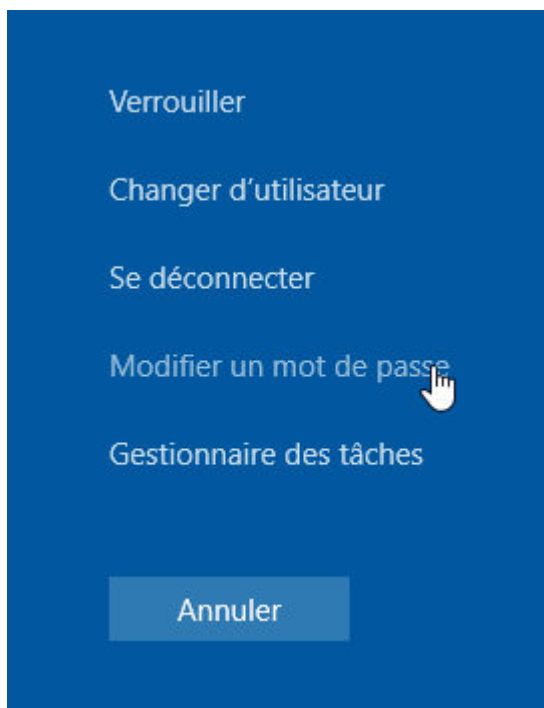 Verrouiller
Changer d’utilisateur
Se déconnecter
Modifier un mot de passe
Gestionnaire des tâches
Annuler